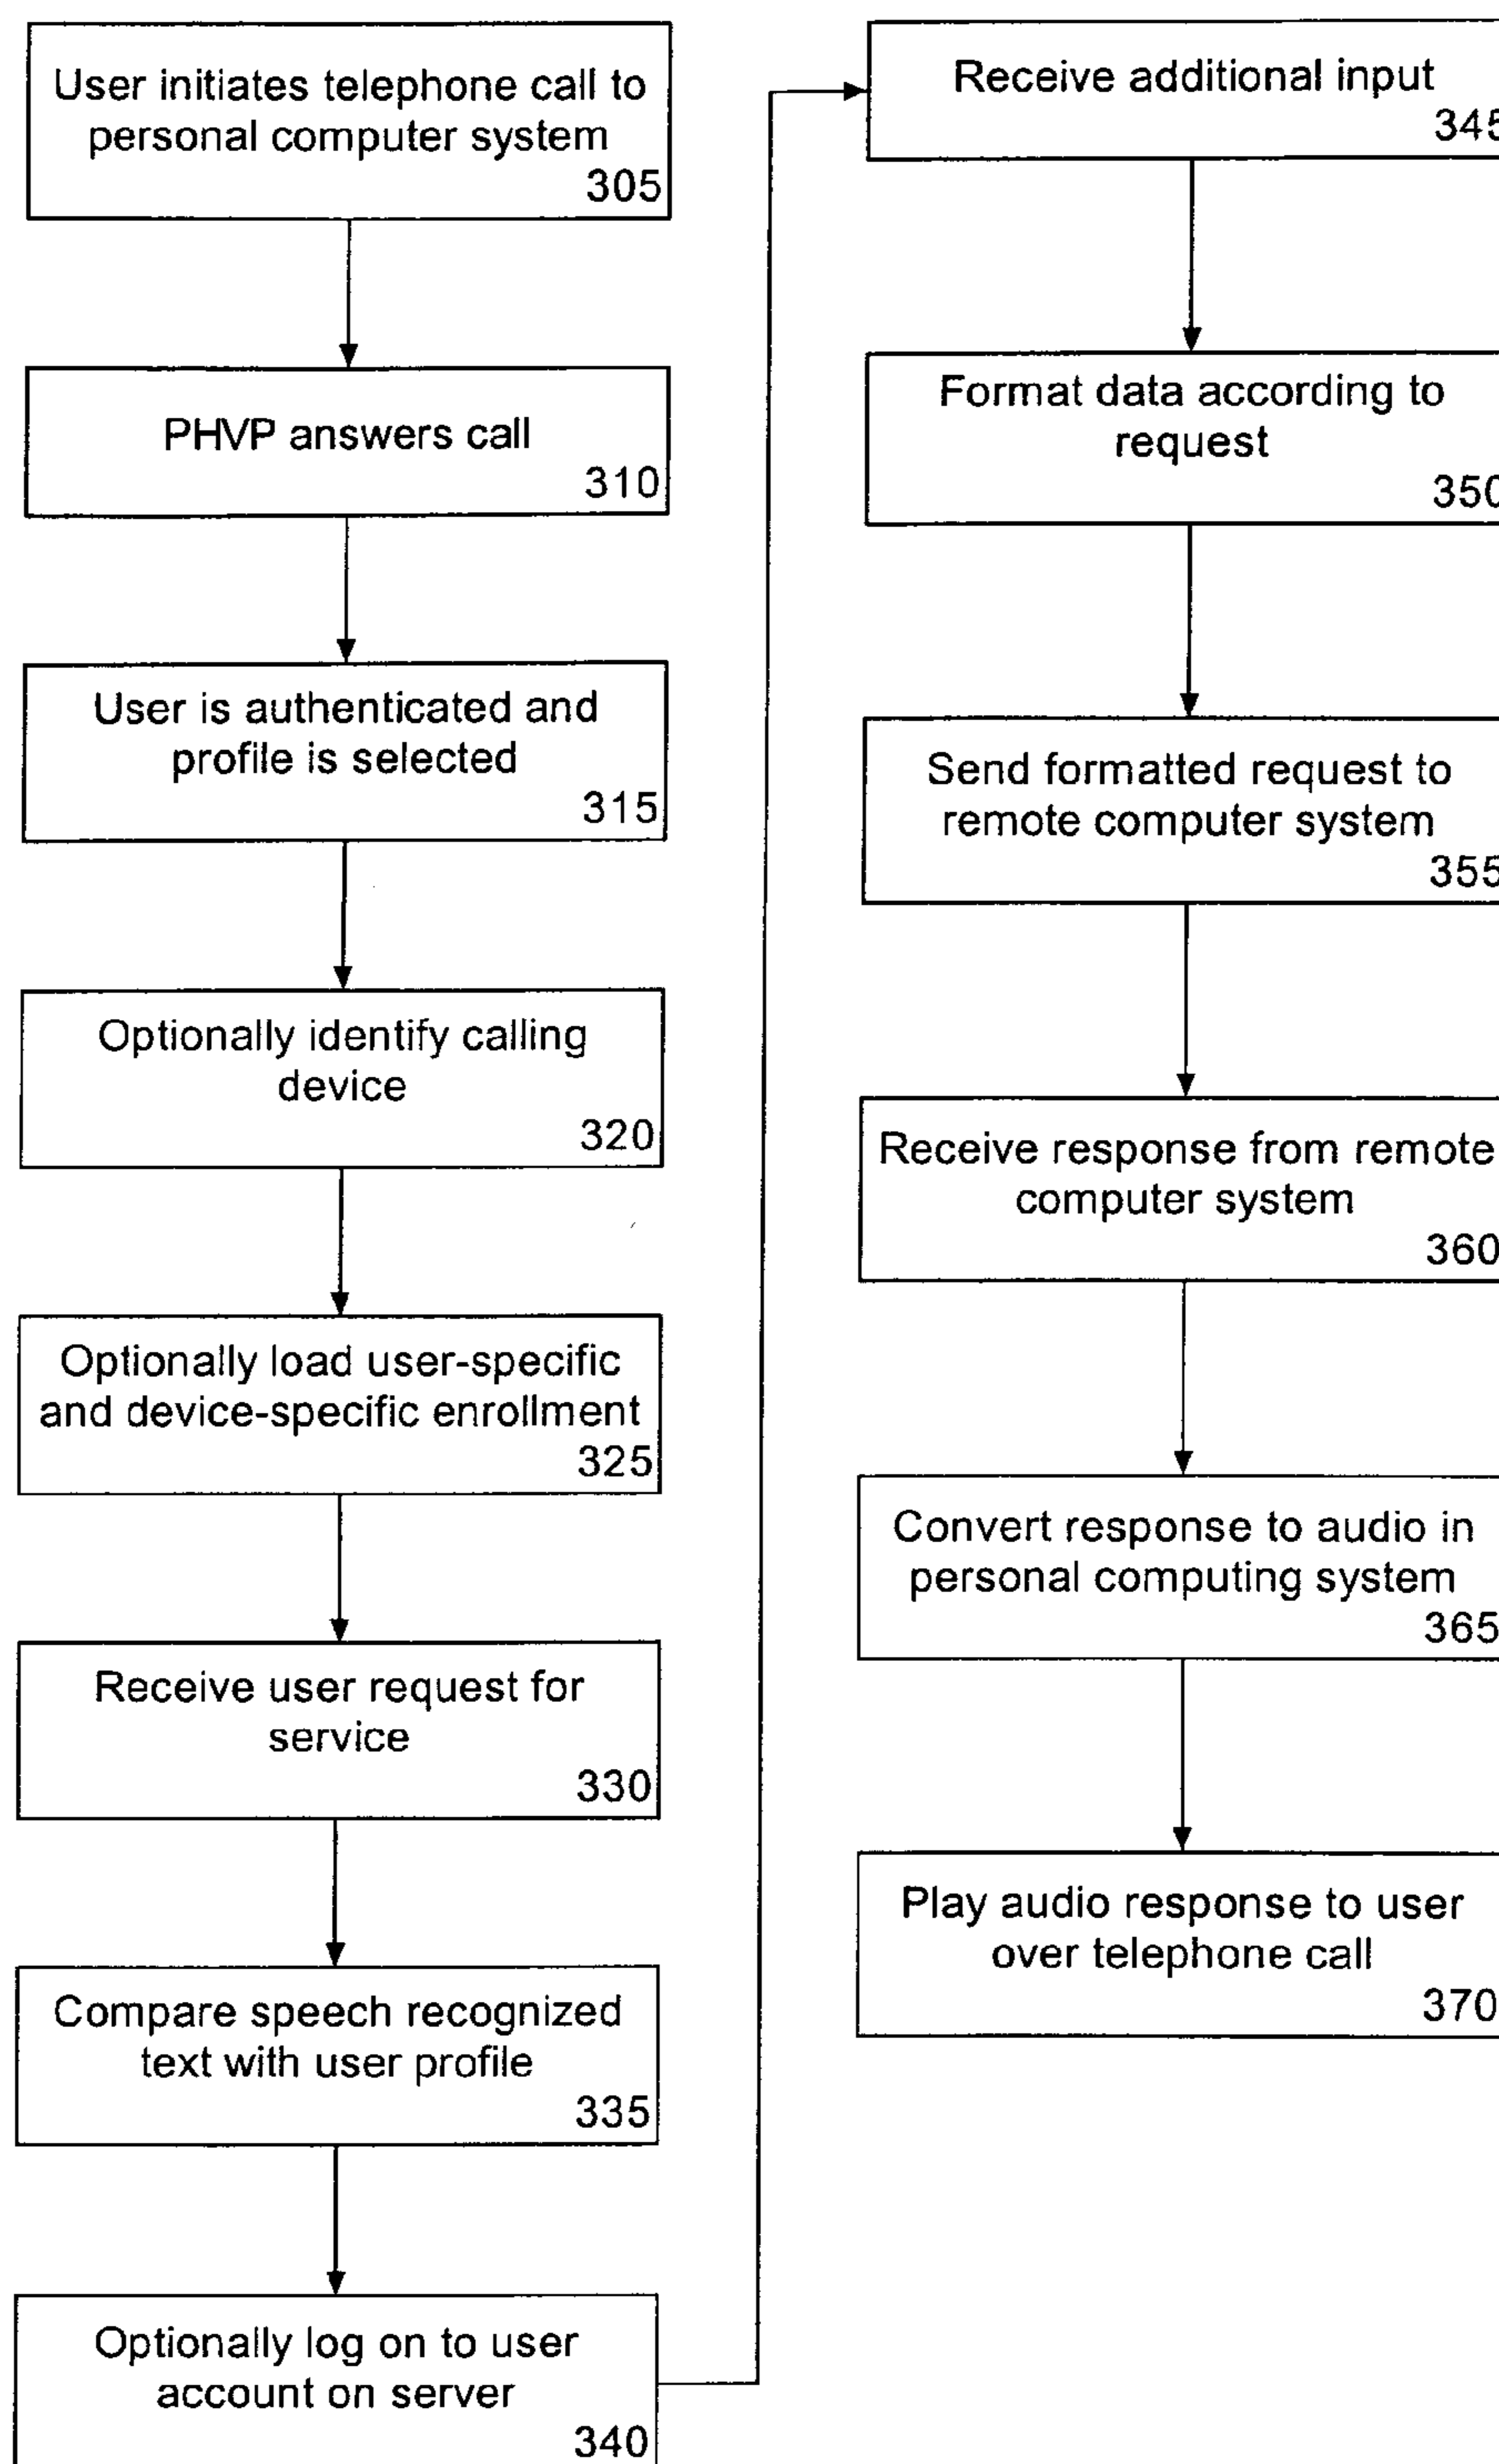 User initiates telephone call to
personal computer system
305
PHVP answers call
310
User is authenticated and
profile is selected
315
Optionally identify calling
device
320
Optionally load user-specific
and device-specific enrollment
325
Receive user request for
service
330
Compare speech recognized
text with user profile
335
Optionally log on to user
account on server
340
Receive additional input
345
Format data according to
request
350
Send formatted request to
remote computer system
355
Receive response from remote
computer system
360
Convert response to audio in
personal computing system
365
Play audio response to user
over telephone call
370